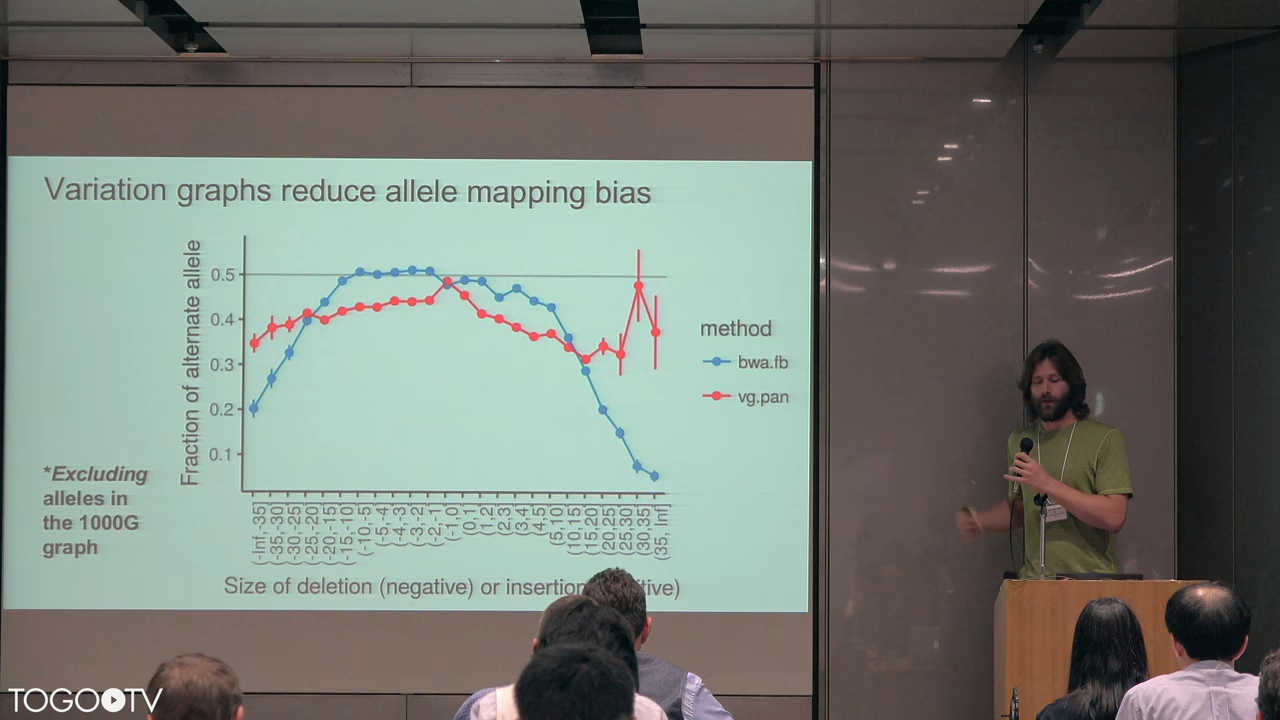 Variation graphs reduce allele mapping bias
Fraction of alternate allele
0.5
0.4
0.3
0.2
0.1
method
bwa.fb
vg.pan
*Excluding
alleles in
the 1000G
graph
(-Inf,-35]
(-35,-30]
(-30,-25]
(-25,-20]
(-20,-15]
(-15,-10]
(-10,-5]
(-5,-4]
(-4,-3]
(-3,-2]
(-2,-1]
(-1,0]
(0,1]
(1,2]
(2,3]
(3,4]
(4,5]
(5,10]
(10,15]
(15,20]
(20,25]
(25,30]
(30,35]
(35, Inf]
Size of deletion (negative) or insertion
TOGOTV